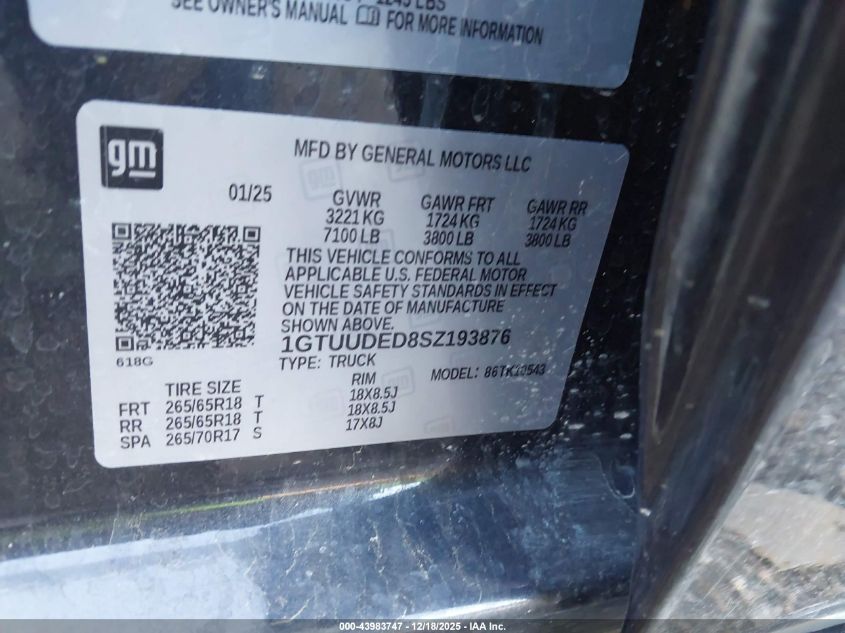 1245 LBS
SEE OWNER'S MANUAL FOR MORE INFORMATION
gm
MFD BY GENERAL MOTORS LLC
01/25
GVWR GAWR FRT GAWR RR
3221 KG 1724 KG 1724 KG
7100 LB 3800 LB 3800 LB
THIS VEHICLE CONFORMS TO ALL
APPLICABLE U.S. FEDERAL MOTOR
VEHICLE SAFETY STANDARDS IN EFFECT
ON THE DATE OF MANUFACTURE
1GTUUDED8SZ193876
618G
TYPE: TRUCK
MODEL: 86TK10543
TIRE SIZE RIM
FRT 265/65R18 T 18X8.5J
RR 265/65R18 T 18X8.5J
SPA 265/70R17 S 17X8J
000-43983747 - 12/18/2025 - IAA Inc.